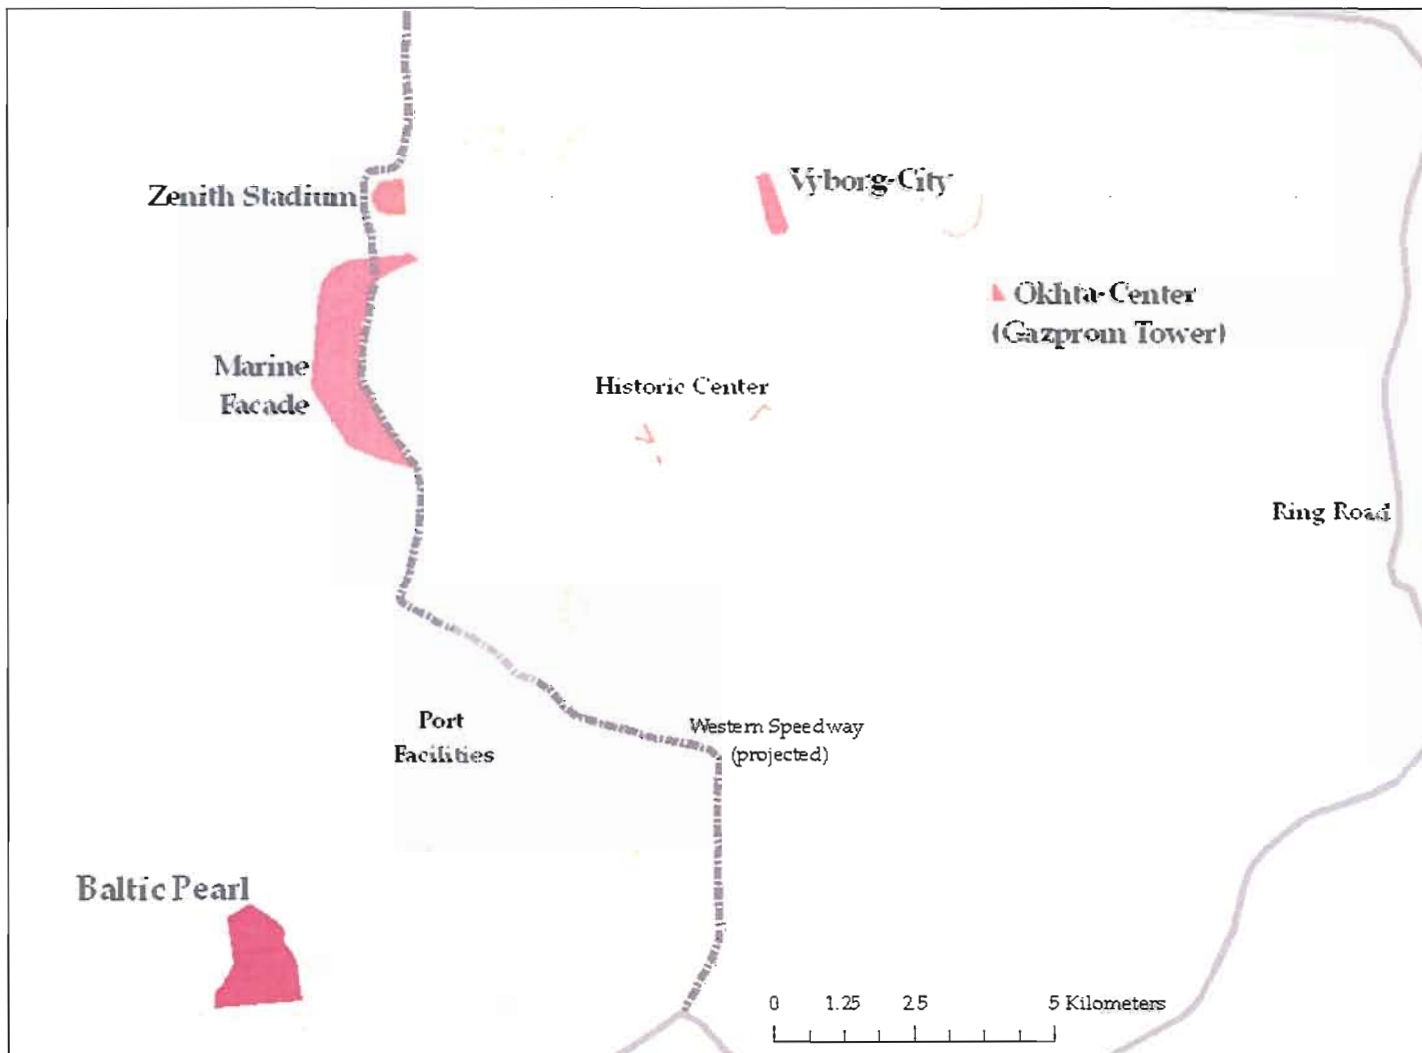 Zenith Stadium
Vyborg-City
Okhta-Center
(Gazprom Tower)
Marine
Facade
Historic Center
Ring Road
Port
Facilities
Western Speedway
(projected)
Baltic Pearl
0 1.25 2.5 5 Kilometers